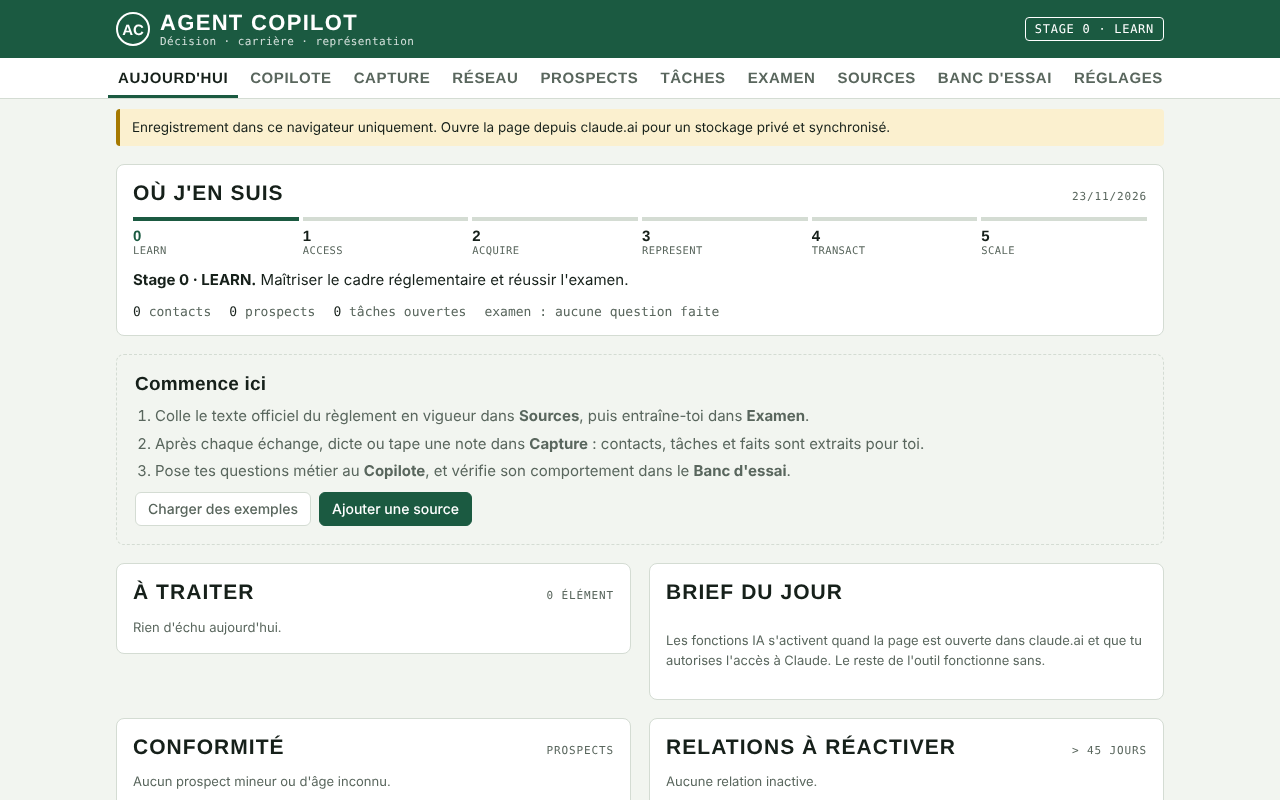 AC
AGENT COPILOT
Décision · carrière · représentation
STAGE 0 · LEARN
AUJOURD'HUI COPILOTE CAPTURE RÉSEAU PROSPECTS TÂCHES EXAMEN SOURCES BANC D'ESSAI RÉGLAGES
Enregistrement dans ce navigateur uniquement. Ouvre la page depuis claude.ai pour un stockage privé et synchronisé.
OÙ J'EN SUIS
23/11/2026
0 1 2 3 4 5
LEARN ACCESS ACQUIRE REPRESENT TRANSACT SCALE
Stage 0 · LEARN. Maîtriser le cadre réglementaire et réussir l'examen.
0 contacts 0 prospects 0 tâches ouvertes examen : aucune question faite
Commence ici
1. Colle le texte officiel du règlement en vigueur dans Sources, puis entraîne-toi dans Examen.
2. Après chaque échange, dicte ou tape une note dans Capture : contacts, tâches et faits sont extraits pour toi.
3. Pose tes questions métier au Copilote, et vérifie son comportement dans le Banc d'essai.
Charger des exemples Ajouter une source
À TRAITER
0 ÉLÉMENT
Rien d'échu aujourd'hui.
BRIEF DU JOUR
Les fonctions IA s'activent quand la page est ouverte dans claude.ai et que tu
autorises l'accès à Claude. Le reste de l'outil fonctionne sans.
CONFORMITÉ
PROSPECTS
Aucun prospect mineur ou d'âge inconnu.
RELATIONS À RÉACTIVER
> 45 JOURS
Aucune relation inactive.